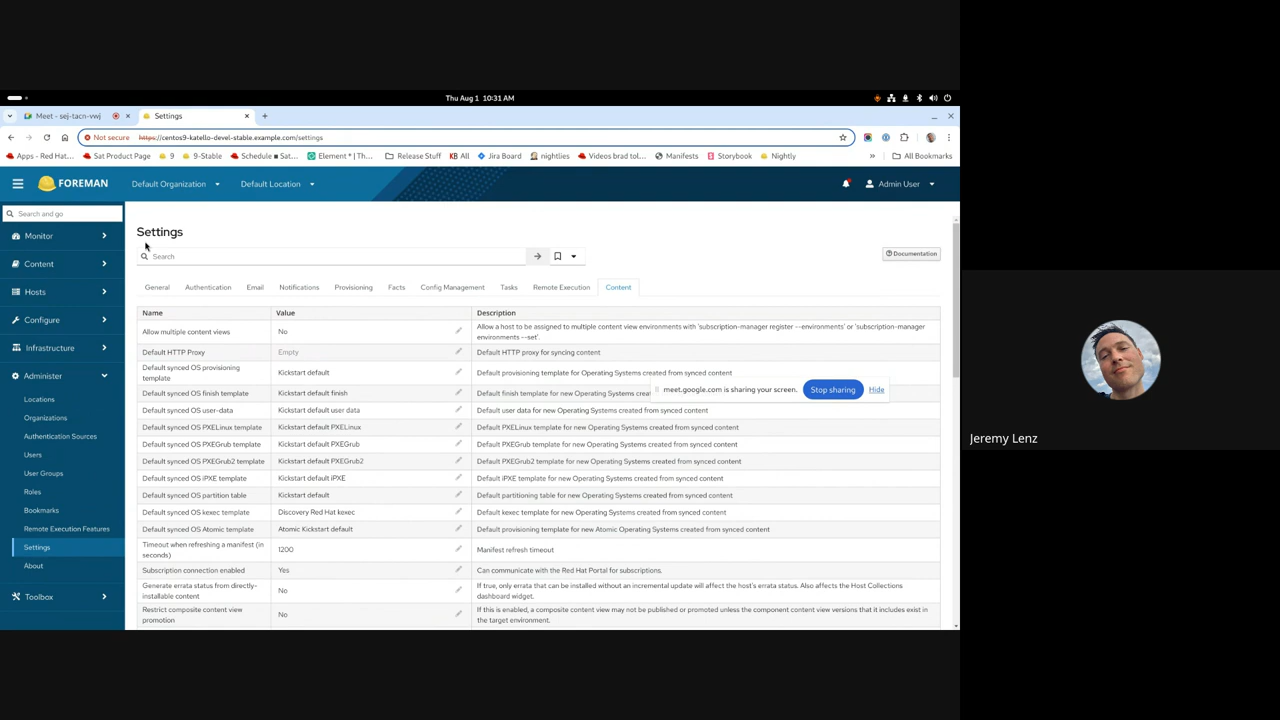 Thu Aug 1 10:31 AM
Meet - sej-tacn-vwj
Settings
Not secure https://centos9-katello-devel-stable.example.com/settings
Apps - Red Hat... Sat Product Page 9 9-Stable Schedule ■ Sat... Element * | Th... Release Stuff KB All Jira Board nightlies Videos brad tol... Manifests Storybook Nightly » All Bookmarks
FOREMAN Default Organization Default Location Admin User
Search and go
Monitor
Content
Hosts
Configure
Infrastructure
Administer
Locations
Organizations
Authentication Sources
Users
User Groups
Roles
Bookmarks
Remote Execution Features
Settings
About
Toolbox
Settings
Search
Documentation
General Authentication Email Notifications Provisioning Facts Config Management Tasks Remote Execution Content
Name Value Description
Allow multiple content views No Allow a host to be assigned to multiple content view environments with 'subscription-manager register --environments' or 'subscription-manager
environments --set'.
Default HTTP Proxy Empty Default HTTP proxy for syncing content
Default synced OS provisioning
template Kickstart default Default provisioning template for Operating Systems created from synced content
Default synced OS finish template Kickstart default finish Default finish template for new Operating Systems crea
meet.google.com is sharing your screen. Stop sharing Hide
Default synced OS user-data Kickstart default user data Default user data for new Operating Systems created from synced content
Default synced OS PXELinux template Kickstart default PXELinux Default PXELinux template for new Operating Systems created from synced content
Default synced OS PXEGrub template Kickstart default PXEGrub Default PXEGrub template for new Operating Systems created from synced content
Default synced OS PXEGrub2 template Kickstart default PXEGrub2 Default PXEGrub2 template for new Operating Systems created from synced content
Default synced OS iPXE template Kickstart default iPXE Default iPXE template for new Operating Systems created from synced content
Default synced OS partition table Kickstart default Default partitioning table for new Operating Systems created from synced content
Default synced OS kexec template Discovery Red Hat kexec Default kexec template for new Operating Systems created from synced content
Default synced OS Atomic template Atomic Kickstart default Default provisioning template for new Atomic Operating Systems created from synced content
Timeout when refreshing a manifest (in
seconds) 1200 Manifest refresh timeout
Subscription connection enabled Yes Can communicate with the Red Hat Portal for subscriptions.
Generate errata status from directly-
installable content No If true, only errata that can be installed without an incremental update will affect the host's errata status. Also affects the Host Collections
dashboard widget.
Restrict composite content view
promotion No If this is enabled, a composite content view may not be published or promoted unless the component content view versions that it includes exist in
the target environment.
Jeremy Lenz